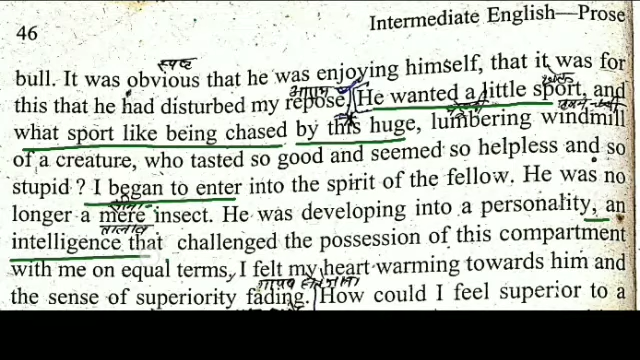 46
Intermediate English—Prose
स्पष्ट
bull. It was obvious that he was enjoying himself, that it was for
this that he had disturbed my repose. He wanted a little sport, and
what sport like being chased by this huge, lumbering windmill
of a creature, who tasted so good and seemed so helpless and so
stupid ? I began to enter into the spirit of the fellow. He was no
longer a mere insect. He was developing into a personality, an
intelligence that challenged the possession of this compartment
with me on equal terms, I felt my heart warming towards him and
the sense of superiority fading. How could I feel superior to a